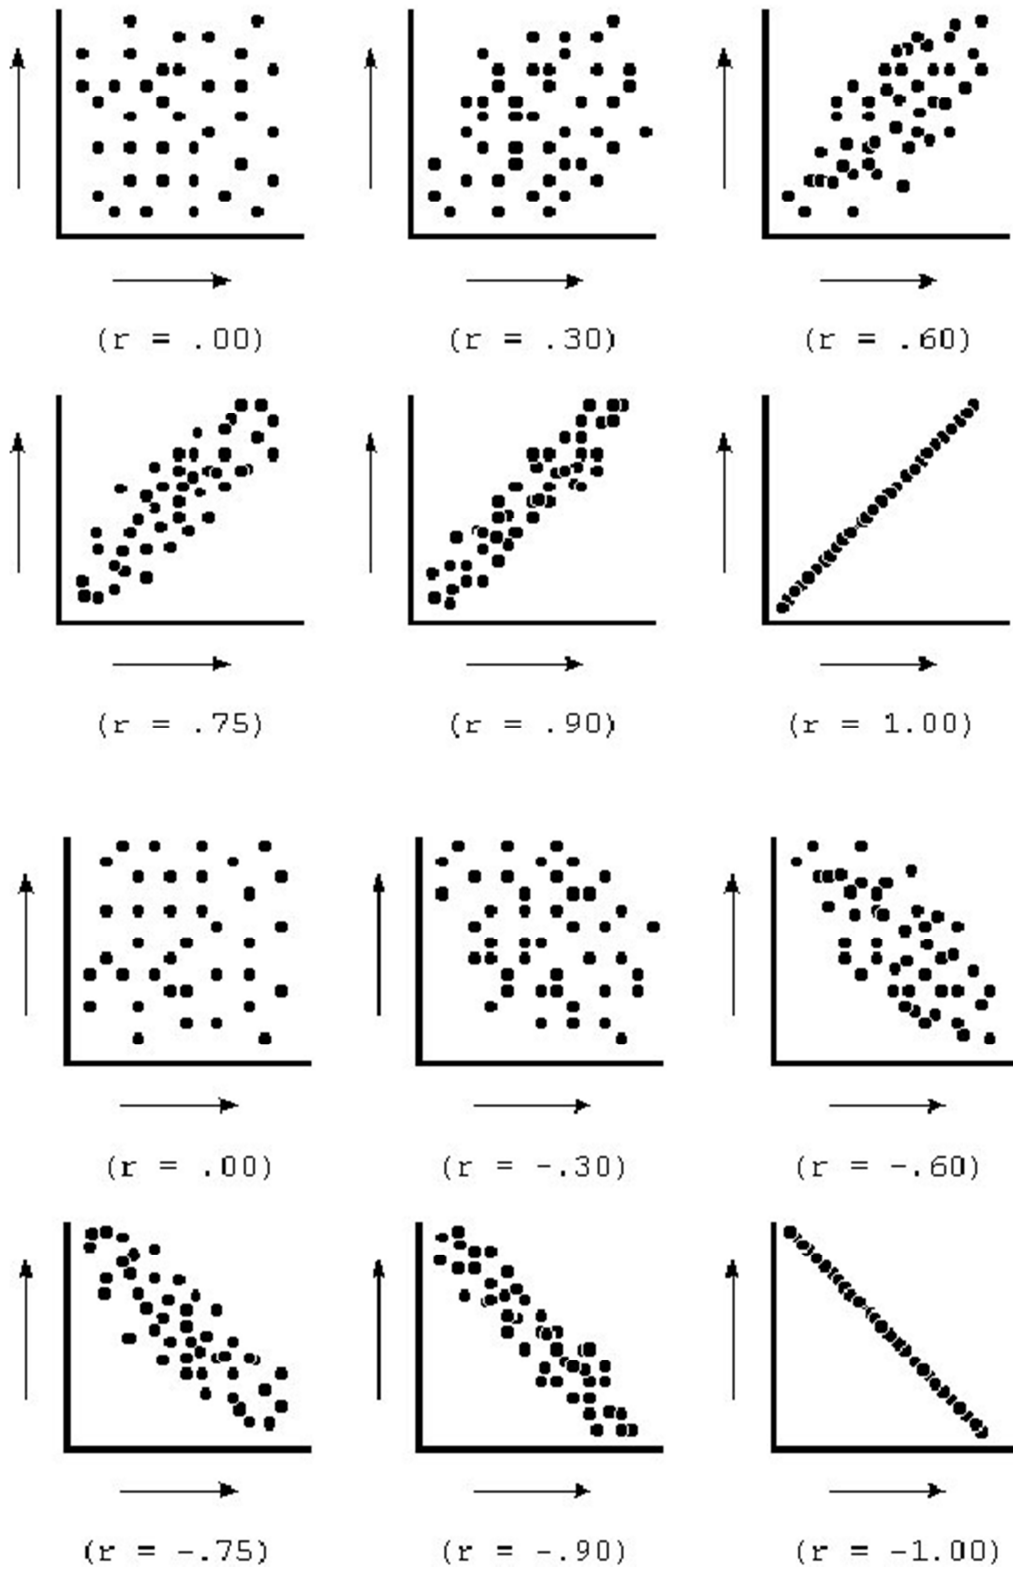 (r = .00) (r = .30) (r = .60)
(r = .75) (r = .90) (r = 1.00)
(r = .00) (r = -.30) (r = -.60)
(r = -.75) (r = -.90) (r = -1.00)